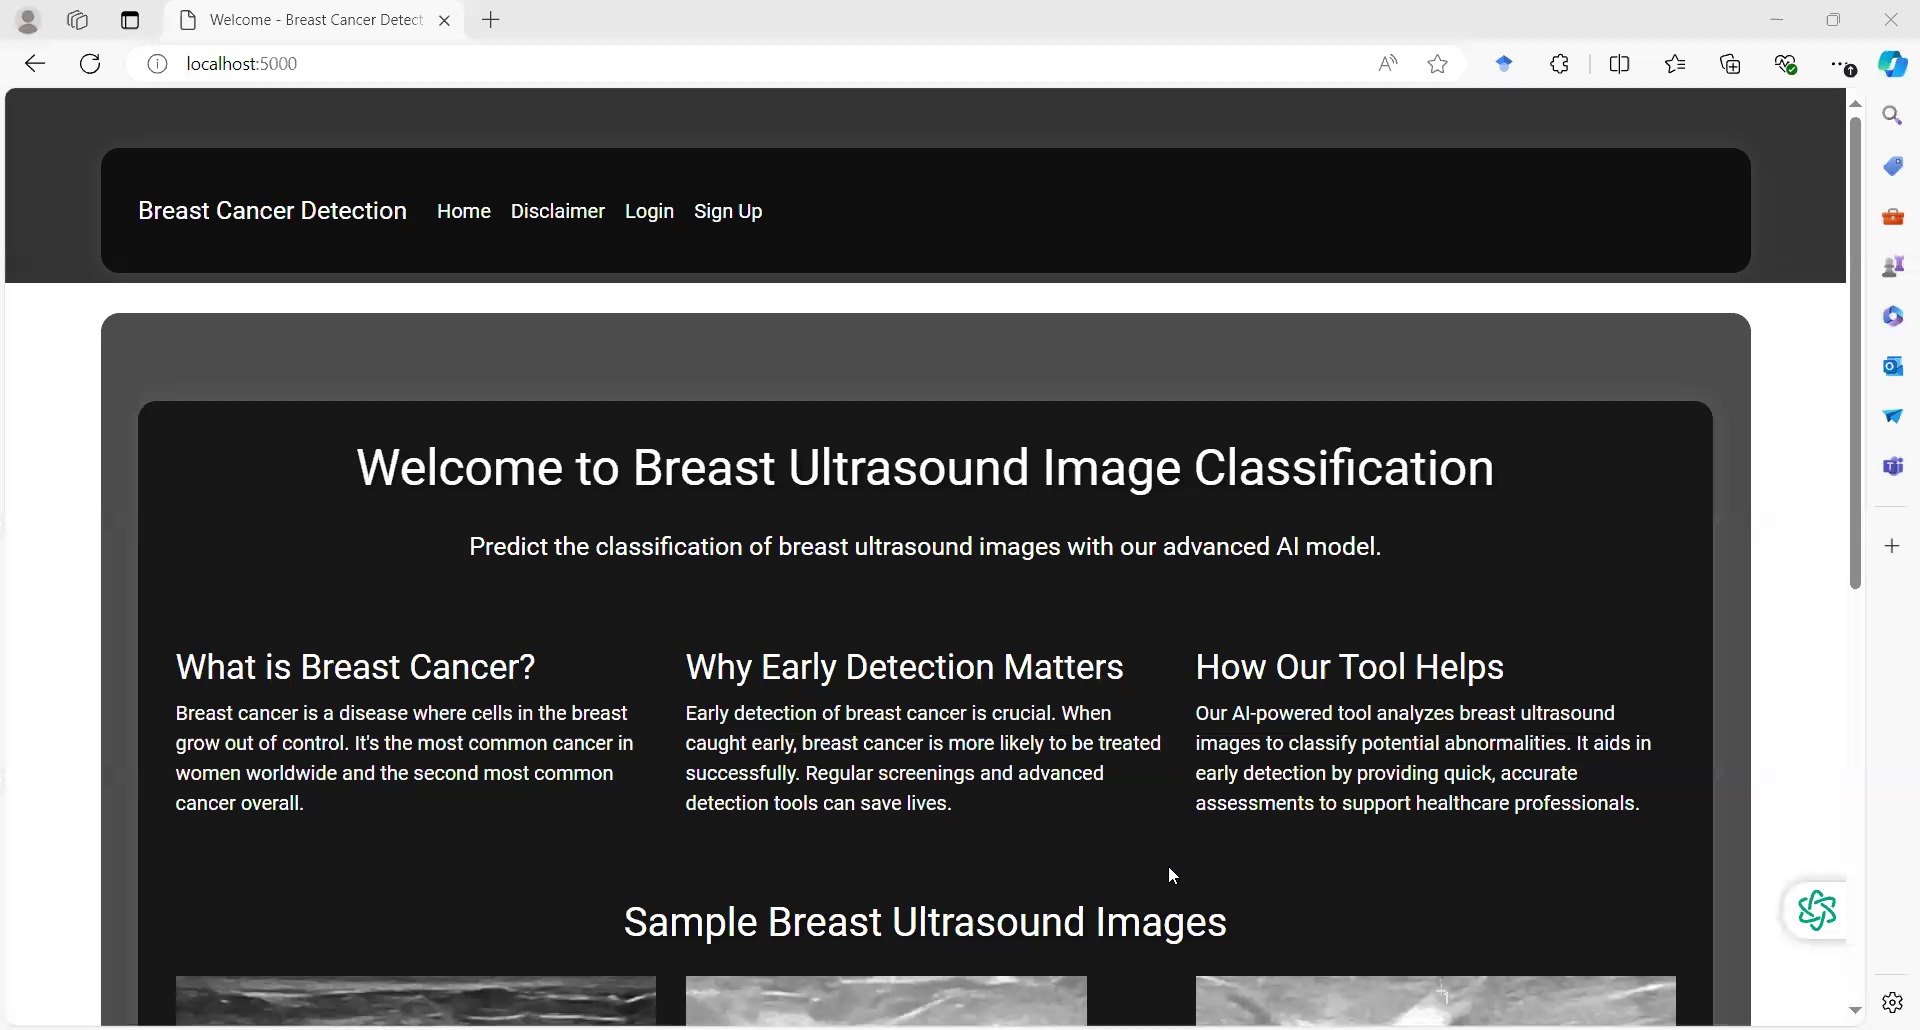 Welcome - Breast Cancer Detect
localhost:5000
Breast Cancer Detection Home Disclaimer Login Sign Up
Welcome to Breast Ultrasound Image Classification
Predict the classification of breast ultrasound images with our advanced AI model.
What is Breast Cancer?
Breast cancer is a disease where cells in the breast
grow out of control. It's the most common cancer in
women worldwide and the second most common
cancer overall.
Why Early Detection Matters
Early detection of breast cancer is crucial. When
caught early, breast cancer is more likely to be treated
successfully. Regular screenings and advanced
detection tools can save lives.
How Our Tool Helps
Our AI-powered tool analyzes breast ultrasound
images to classify potential abnormalities. It aids in
early detection by providing quick, accurate
assessments to support healthcare professionals.
Sample Breast Ultrasound Images